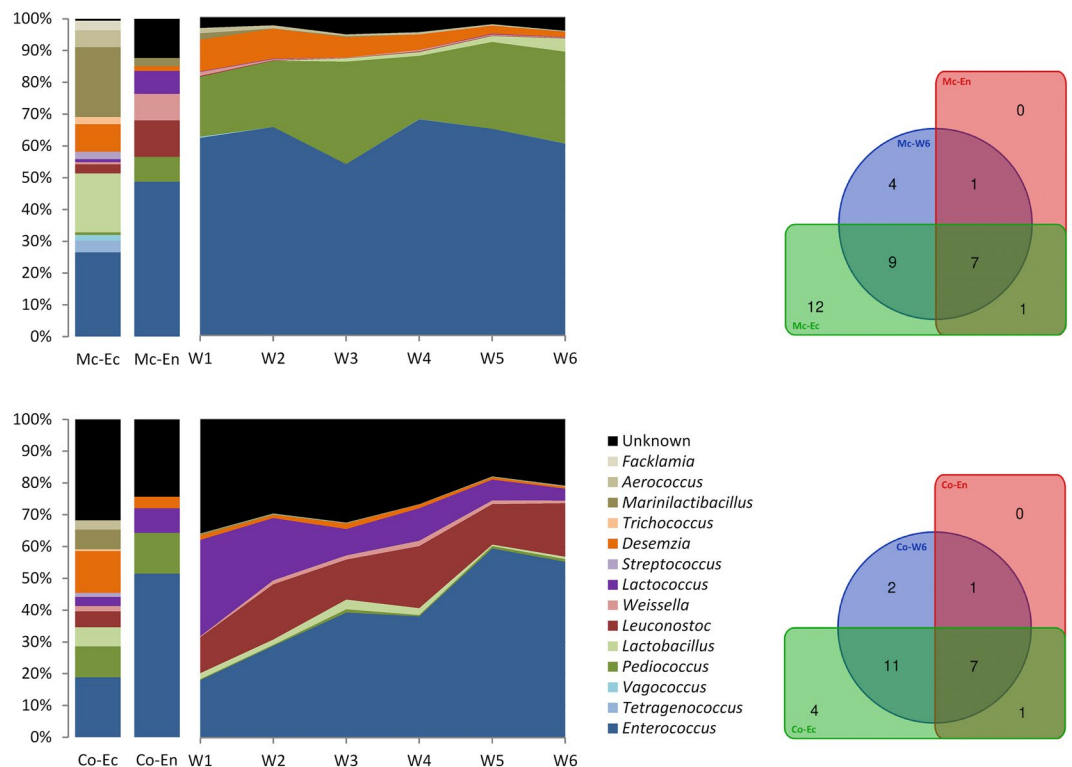 100%
90%
80%
70%
60%
50%
40%
30%
20%
10%
0%
Mc-Ec Mc-En W1 W2 W3 W4 W5 W6
Mc-En
0
Mc-W6
4 1
9 7
12 1
Mc-Ec
100%
90%
80%
70%
60%
50%
40%
30%
20%
10%
0%
Co-Ec Co-En W1 W2 W3 W4 W5 W6
Unknown
Facklamia
Aerococcus
Marinilactibacillus
Trichococcus
Desemzia
Streptococcus
Lactococcus
Weissella
Leuconostoc
Lactobacillus
Pediococcus
Vagococcus
Tetragenococcus
Enterococcus
Co-En
0
Co-W6
2 1
11 7
4 1
Co-Ec